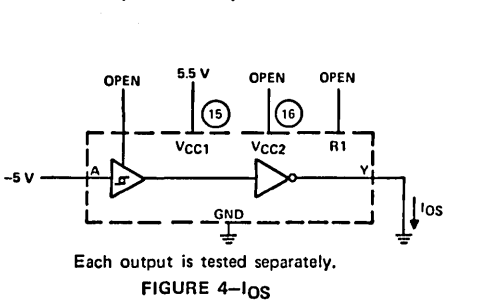 OPEN
5.5 V
OPEN
OPEN
15
16
VCC1
VCC2
R1
–5 V
A
Y
IOS
GND
Each output is tested separately.
FIGURE 4–IOS